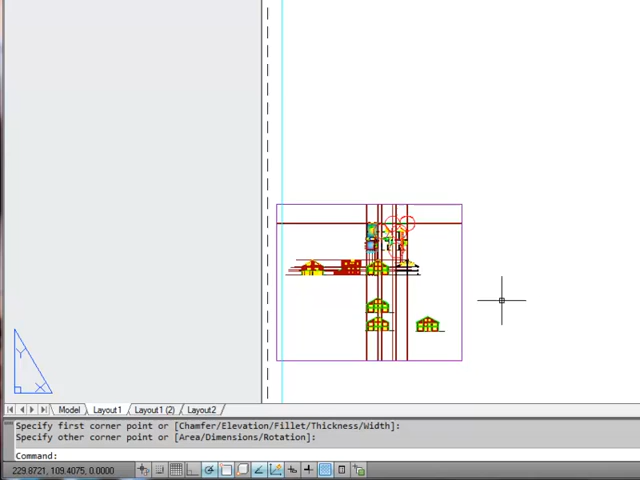 Y
X
Model Layout1 Layout1 (2) Layout2
Specify first corner point or [Chamfer/Elevation/Fillet/Thickness/Width]:
Specify other corner point or [Area/Dimensions/Rotation]:
Command:
229.8721, 109.4075, 0.0000